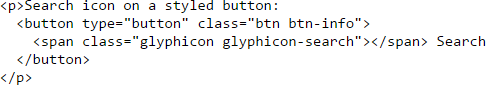 <p>Search icon on a styled button:
  <button type="button" class="btn btn-info">
    <span class="glyphicon glyphicon-search"></span> Search
  </button>
</p>